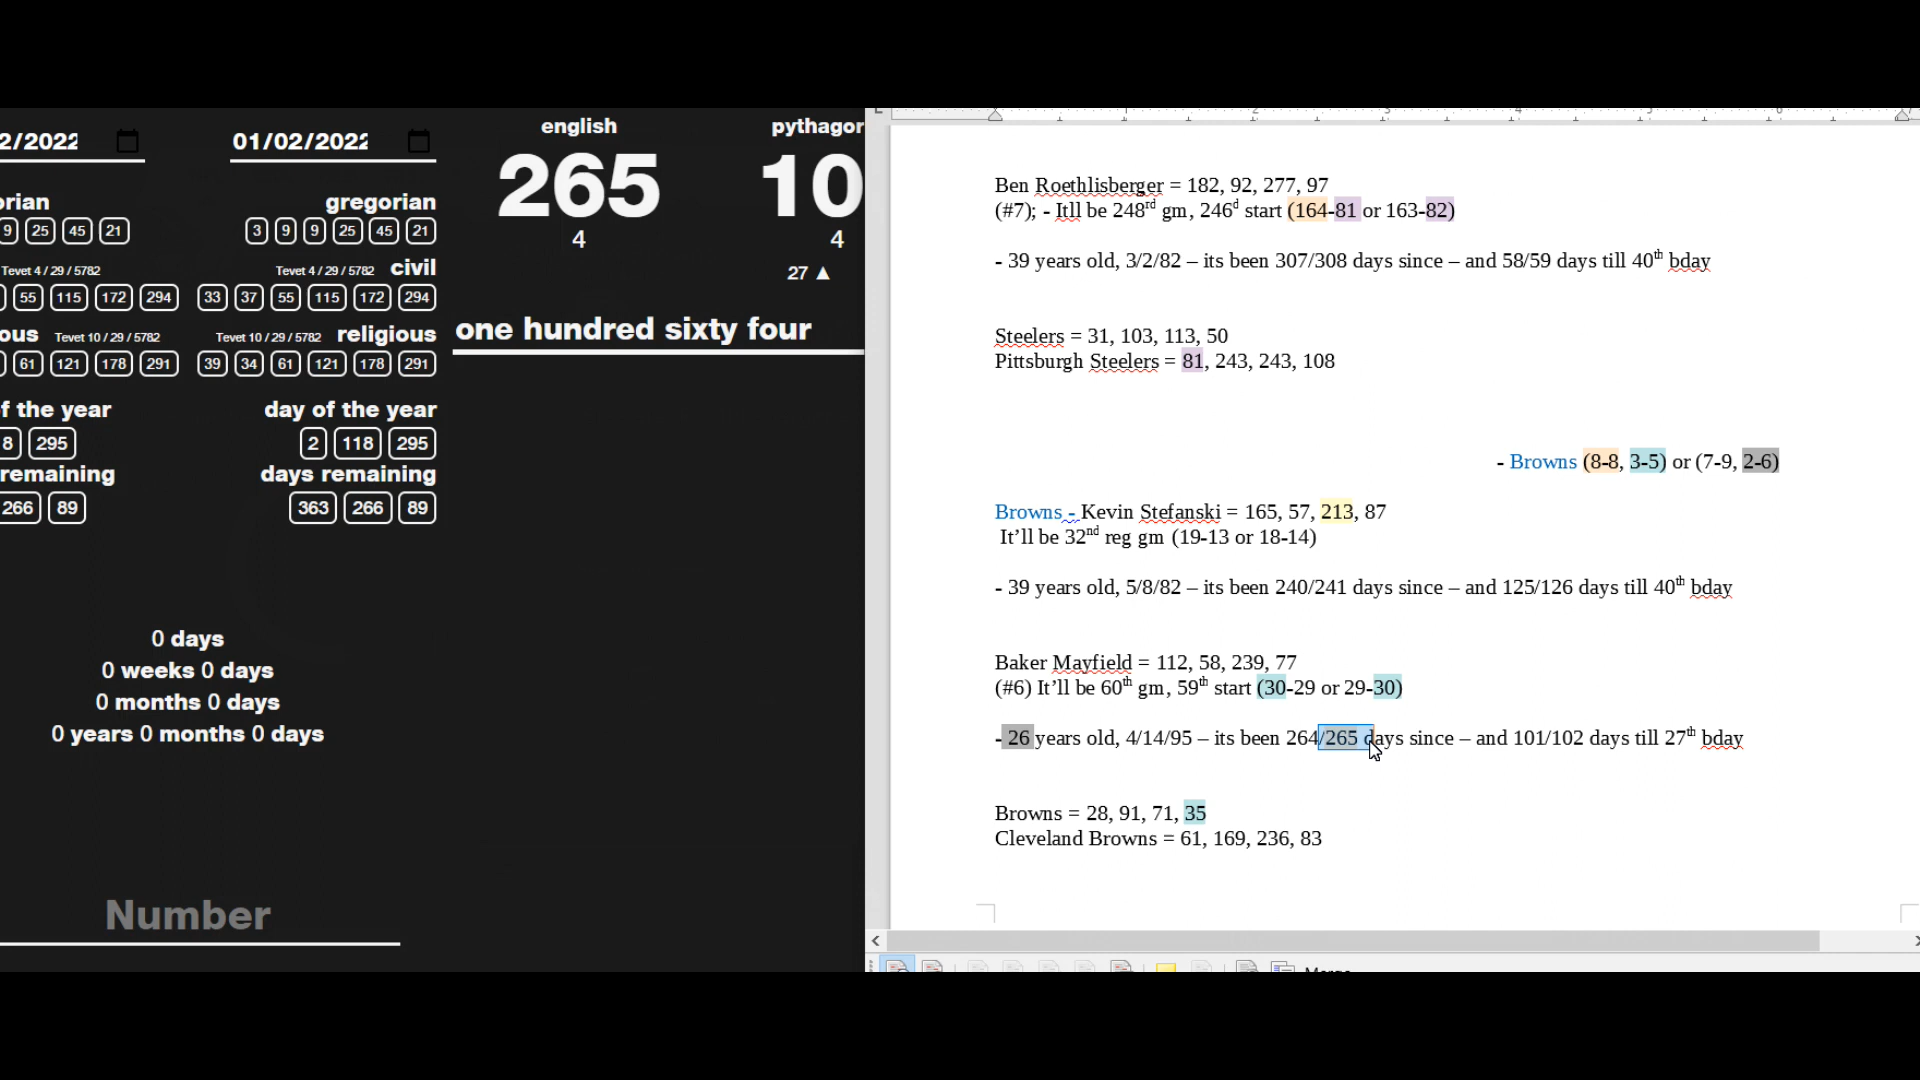 2/2022
01/02/2022
orian
gregorian
9 25 45 21
3 9 9 25 45 21
Tevet 4 / 29 / 5782
Tevet 4 / 29 / 5782 civil
55 115 172 294
33 37 55 115 172 294
ous Tevet 10 / 29 / 5782
Tevet 10 / 29 / 5782 religious
61 121 178 291
39 34 61 121 178 291
f the year
day of the year
8 295
2 118 295
remaining
days remaining
266 89
363 266 89
0 days
0 weeks 0 days
0 months 0 days
0 years 0 months 0 days
Number
english
265
4
pythagor
10
4
27 ▲
one hundred sixty four
Ben Roethlisberger = 182, 92, 277, 97
(#7); - Itll be 248rd gm, 246d start (164-81 or 163-82)
- 39 years old, 3/2/82 – its been 307/308 days since – and 58/59 days till 40th bday
Steelers = 31, 103, 113, 50
Pittsburgh Steelers = 81, 243, 243, 108
- Browns (8-8, 3-5) or (7-9, 2-6)
Browns - Kevin Stefanski = 165, 57, 213, 87
It’ll be 32nd reg gm (19-13 or 18-14)
- 39 years old, 5/8/82 – its been 240/241 days since – and 125/126 days till 40th bday
Baker Mayfield = 112, 58, 239, 77
(#6) It’ll be 60th gm, 59th start (30-29 or 29-30)
- 26 years old, 4/14/95 – its been 264/265 days since – and 101/102 days till 27th bday
Browns = 28, 91, 71, 35
Cleveland Browns = 61, 169, 236, 83